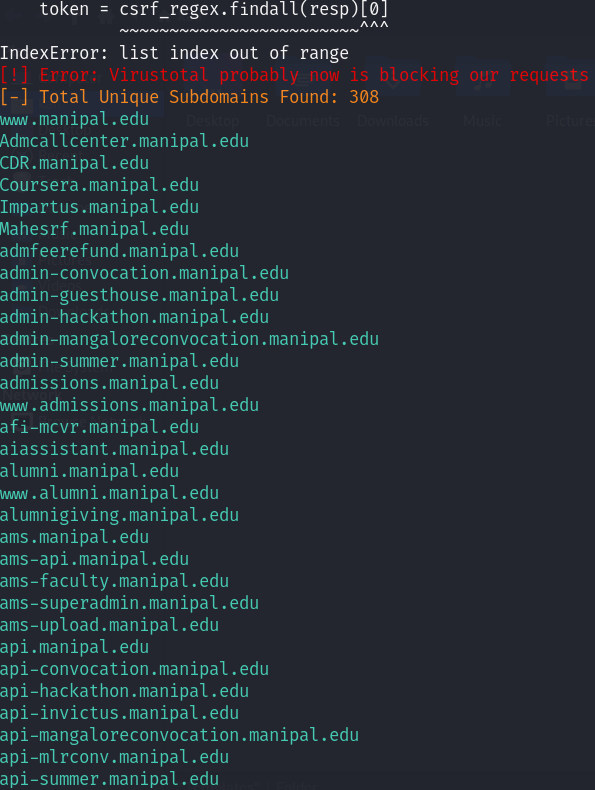 token = csrf_regex.findall(resp)[0]
~~~~~~~~~~~~~~~~~~~~~~~~^^^
IndexError: list index out of range
[!] Error: Virustotal probably now is blocking our requests
[-] Total Unique Subdomains Found: 308
www.manipal.edu
Admcallcenter.manipal.edu
CDR.manipal.edu
Coursera.manipal.edu
Impartus.manipal.edu
Mahesrf.manipal.edu
admfeerefund.manipal.edu
admin-convocation.manipal.edu
admin-guesthouse.manipal.edu
admin-hackathon.manipal.edu
admin-mangaloreconvocation.manipal.edu
admin-summer.manipal.edu
admissions.manipal.edu
www.admissions.manipal.edu
afi-mcvr.manipal.edu
aiassistant.manipal.edu
alumni.manipal.edu
www.alumni.manipal.edu
alumnigiving.manipal.edu
ams.manipal.edu
ams-api.manipal.edu
ams-faculty.manipal.edu
ams-superadmin.manipal.edu
ams-upload.manipal.edu
api.manipal.edu
api-convocation.manipal.edu
api-hackathon.manipal.edu
api-invictus.manipal.edu
api-mangaloreconvocation.manipal.edu
api-mlrconv.manipal.edu
api-summer.manipal.edu